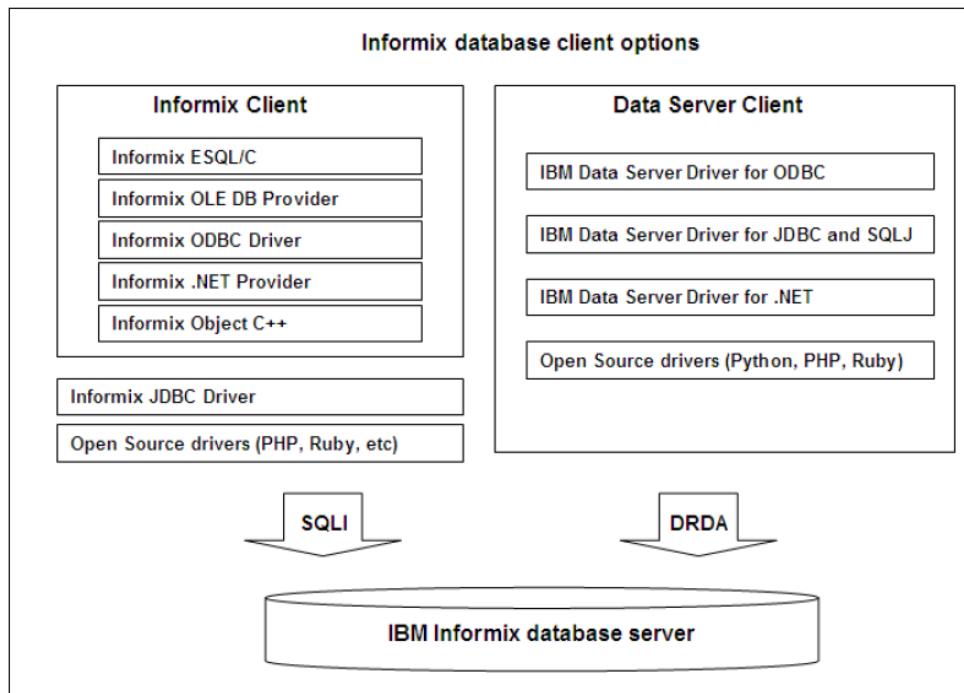 Informix database client options
Informix Client
Informix ESQL/C
Informix OLE DB Provider
Informix ODBC Driver
Informix .NET Provider
Informix Object C++
Informix JDBC Driver
Open Source drivers (PHP, Ruby, etc)
Data Server Client
IBM Data Server Driver for ODBC
IBM Data Server Driver for JDBC and SQLJ
IBM Data Server Driver for .NET
Open Source drivers (Python, PHP, Ruby)
SQLI
DRDA
IBM Informix database server